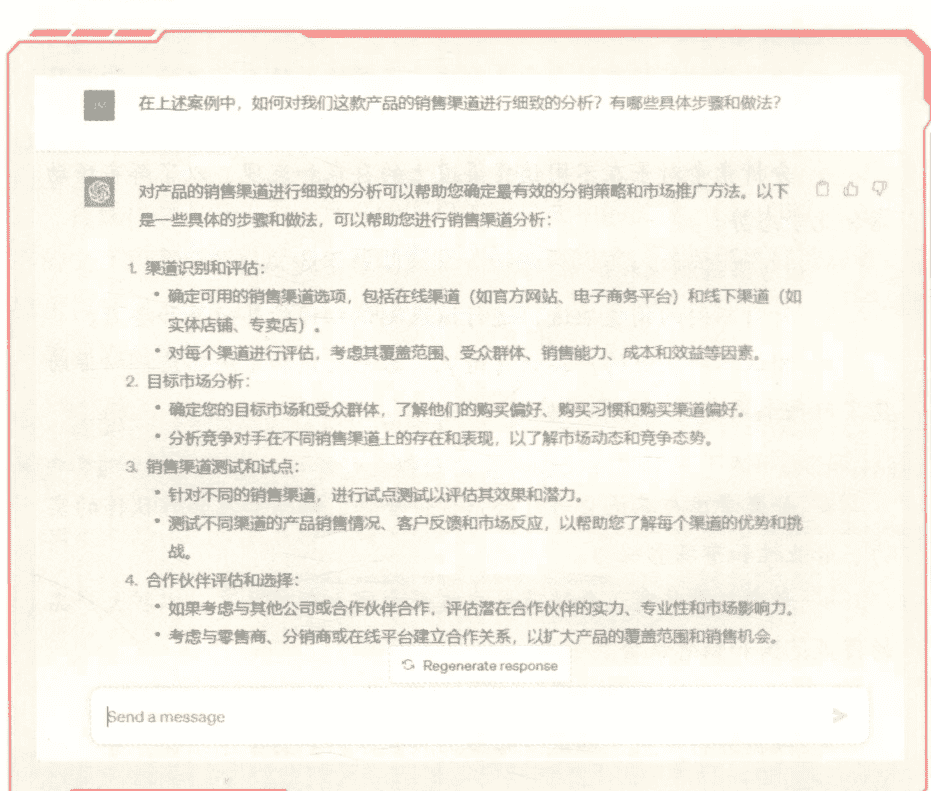 在上述案例中，如何对我们这款产品的销售渠道进行细致的分析？有哪些具体步骤和做法？
对产品的销售渠道进行细致的分析可以帮助您确定最有效的分销策略和市场推广方法。以下
是一些具体的步骤和做法，可以帮助您进行销售渠道分析：
1. 渠道识别和评估：
• 确定可用的销售渠道选项，包括在线渠道（如官方网站、电子商务平台）和线下渠道（如
实体店铺、专卖店）。
• 对每个渠道进行评估，考虑其覆盖范围、受众群体、销售能力、成本和效益等因素。
2. 目标市场分析：
• 确定您的目标市场和受众群体，了解他们的购买偏好、购买习惯和购买渠道偏好。
• 分析竞争对手在不同销售渠道上的存在和表现，以了解市场动态和竞争态势。
3. 销售渠道测试和试点：
• 针对不同的销售渠道，进行试点测试以评估其效果和潜力。
• 测试不同渠道的产品销售情况、客户反馈和市场反应，以帮助您了解每个渠道的优势和挑
战。
4. 合作伙伴评估和选择：
• 如果考虑与其他公司或合作伙伴合作，评估潜在合作伙伴的实力、专业性和市场影响力。
• 考虑与零售商、分销商或在线平台建立合作关系，以扩大产品的覆盖范围和销售机会。
Regenerate response
Send a message